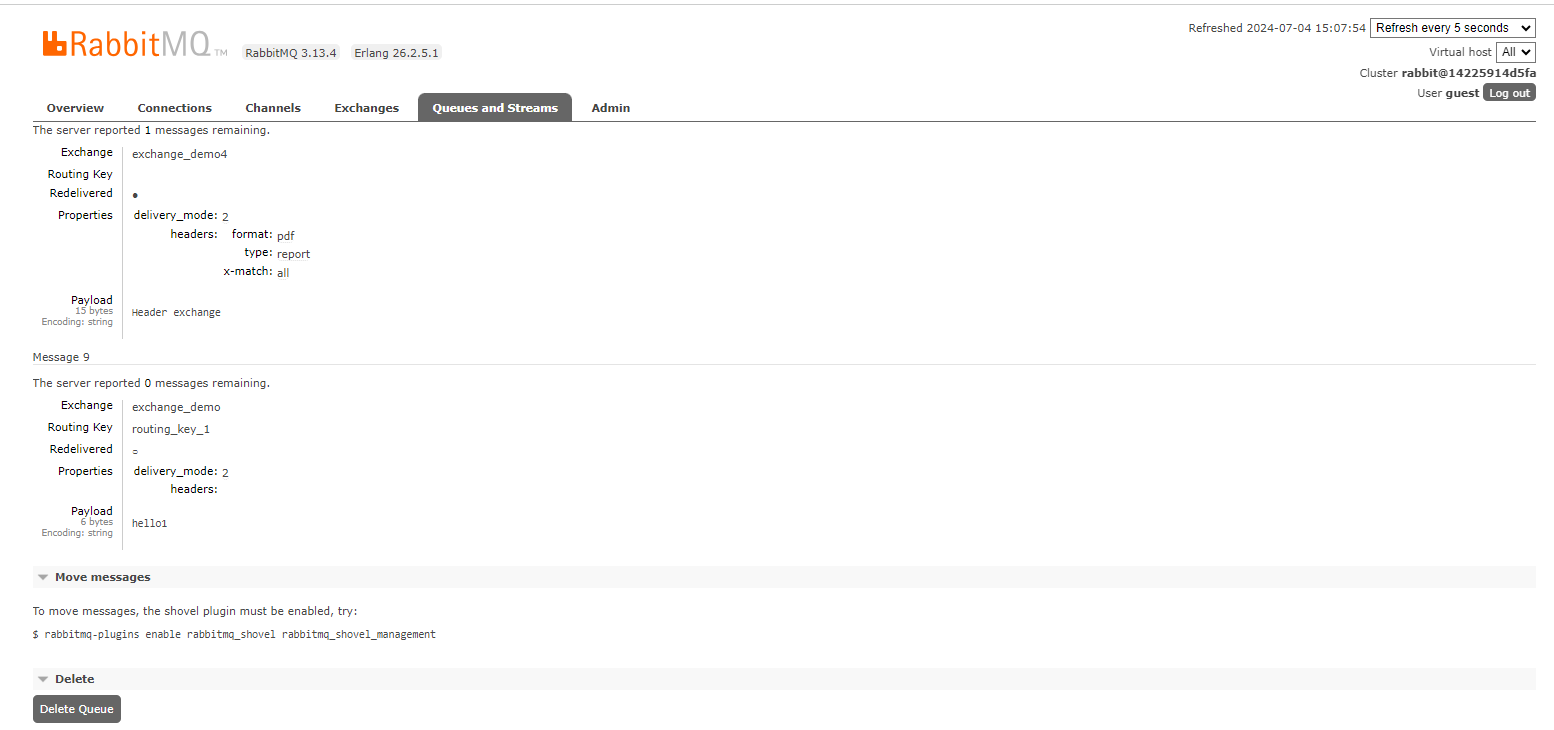 Refreshed 2024-07-04 15:07:54 Refresh every 5 seconds
RabbitMQ TM RabbitMQ 3.13.4 Erlang 26.2.5.1
Virtual host All
Cluster rabbit@14225914d5fa
User guest Log out
Overview Connections Channels Exchanges Queues and Streams Admin
The server reported 1 messages remaining.
Exchange exchange_demo4
Routing Key
Redelivered ●
Properties delivery_mode: 2
headers: format: pdf
type: report
x-match: all
Payload
15 bytes
Encoding: string
Header exchange
Message 9
The server reported 0 messages remaining.
Exchange exchange_demo
Routing Key routing_key_1
Redelivered ○
Properties delivery_mode: 2
headers:
Payload
6 bytes
Encoding: string
hello1
Move messages
To move messages, the shovel plugin must be enabled, try:
$ rabbitmq-plugins enable rabbitmq_shovel rabbitmq_shovel_management
Delete
Delete Queue